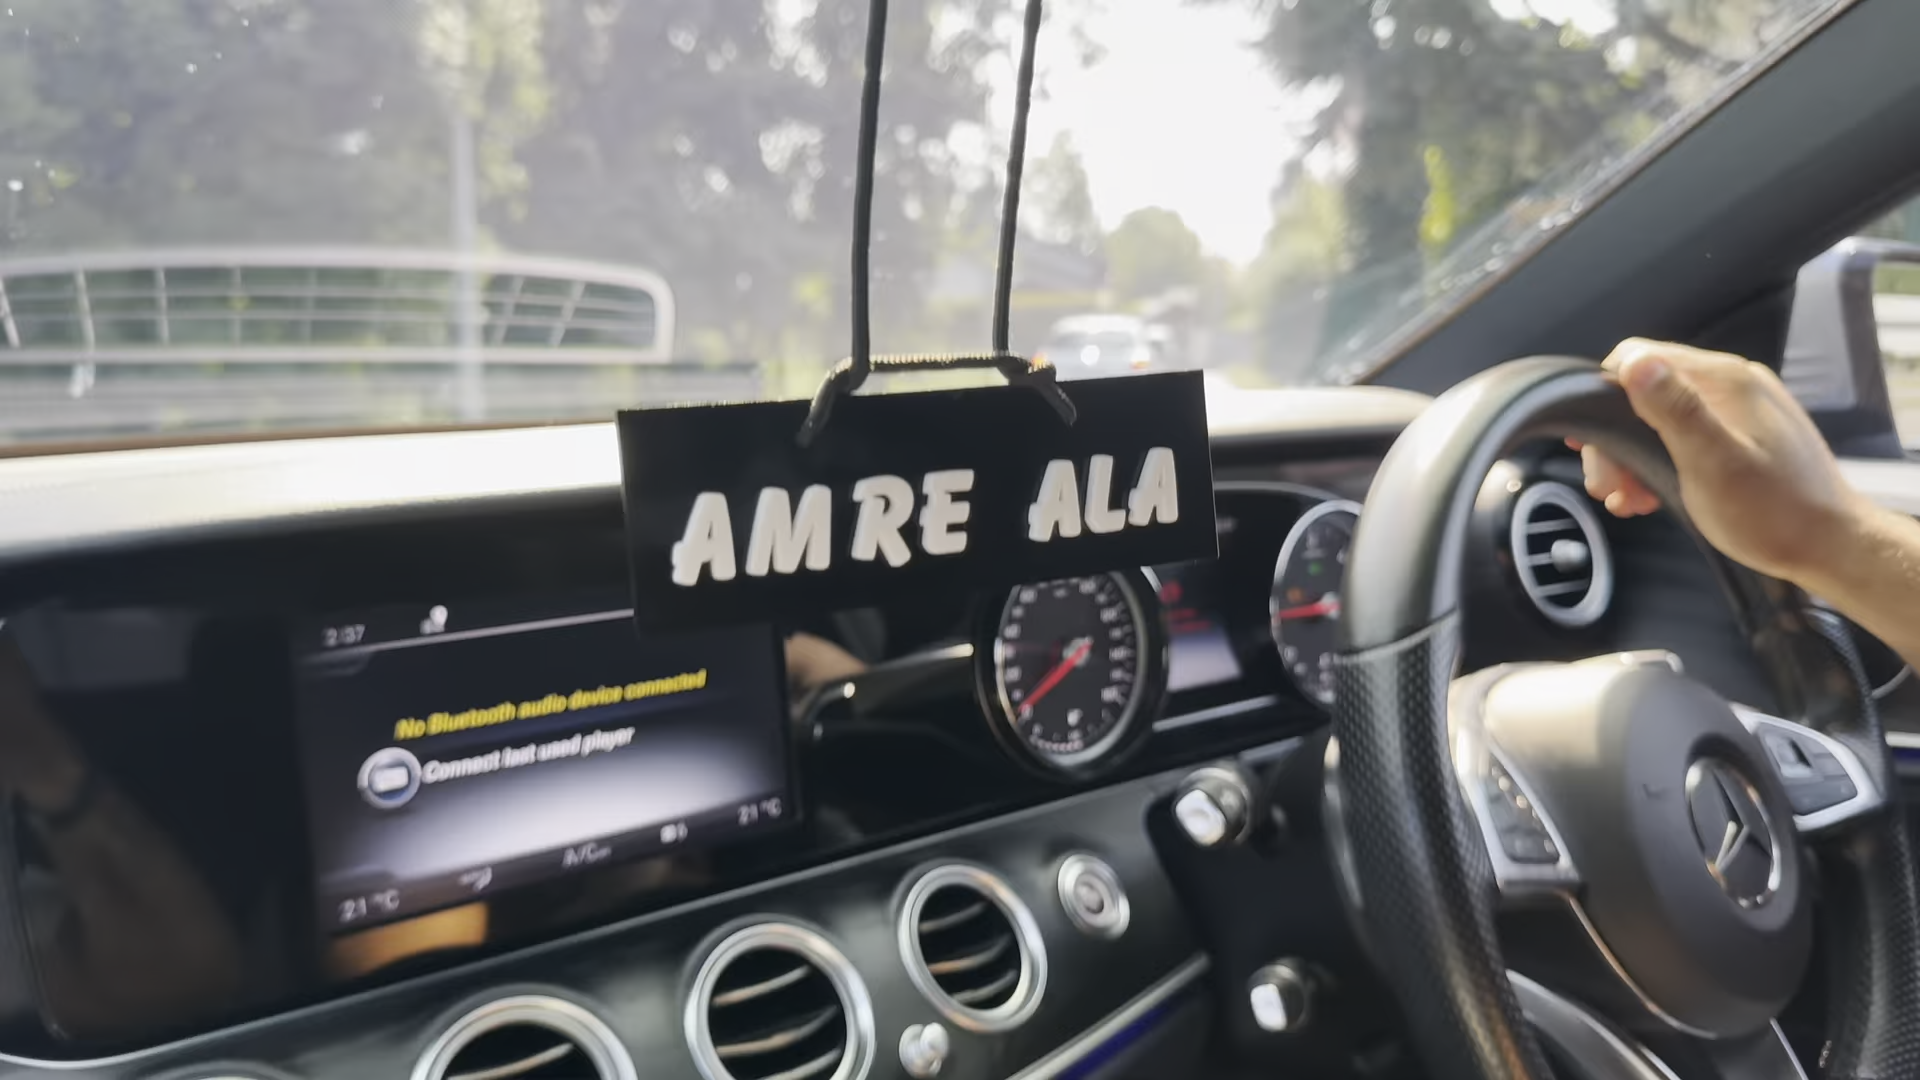 AMRE ALA
2:37
No Bluetooth audio device connected
Connect last used player
21 °C
A/C
21 °C